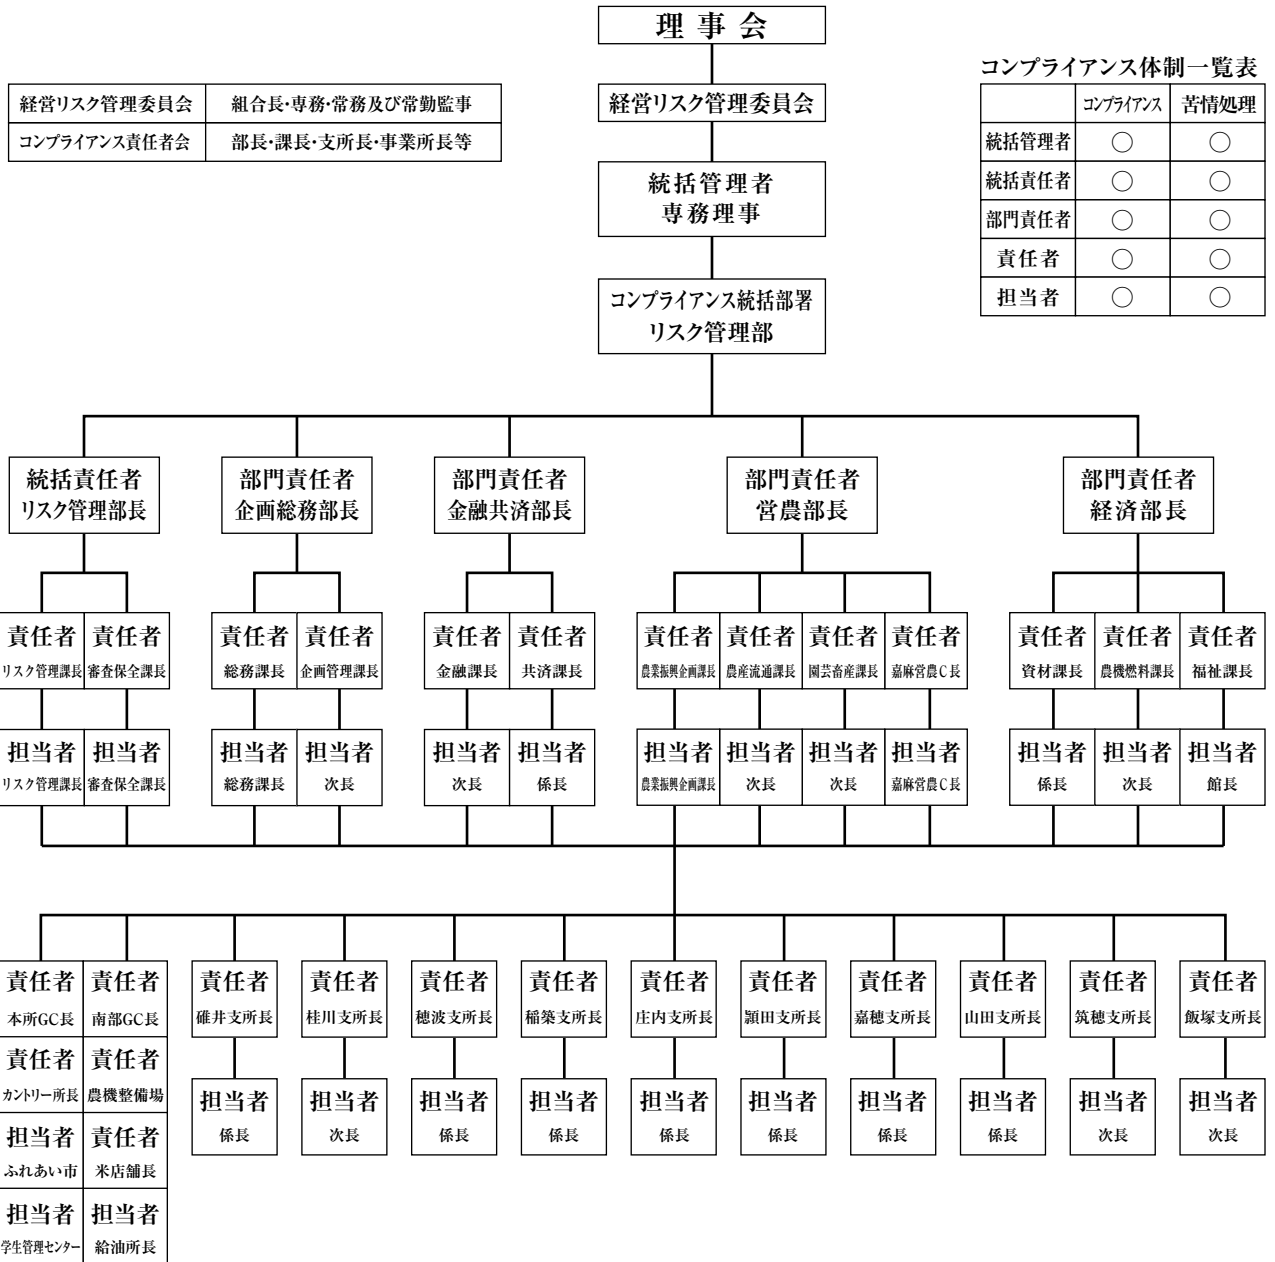 理事会
経営リスク管理委員会 組合長・専務・常務及び常勤監事
コンプライアンス責任者会 部長・課長・支所長・事業所長等
経営リスク管理委員会
統括管理者
専務理事
コンプライアンス統括部署
リスク管理部
コンプライアンス体制一覧表
コンプライアンス 苦情処理
統括管理者 ○ ○
統括責任者 ○ ○
部門責任者 ○ ○
責任者 ○ ○
担当者 ○ ○
統括責任者 部門責任者 部門責任者 部門責任者 部門責任者
リスク管理部長 企画総務部長 金融共済部長 営農部長 経済部長
責任者 責任者 責任者 責任者 責任者 責任者 責任者 責任者 責任者 責任者 責任者 責任者 責任者
リスク管理課長 審査保全課長 総務課長 企画管理課長 金融課長 共済課長 農業振興企画課長 農産流通課長 園芸畜産課長 嘉麻営農C長 資材課長 農機燃料課長 福祉課長
担当者 担当者 担当者 担当者 担当者 担当者 担当者 担当者 担当者 担当者 担当者 担当者 担当者
リスク管理課長 審査保全課長 総務課長 次長 次長 係長 農業振興企画課長 次長 次長 嘉麻営農C長 係長 次長 館長
責任者 責任者 責任者 責任者 責任者 責任者 責任者 責任者 責任者 責任者 責任者 責任者
本所GC長 南部GC長 碓井支所長 桂川支所長 穂波支所長 稲築支所長 庄内支所長 頴田支所長 嘉穂支所長 山田支所長 筑穂支所長 飯塚支所長
責任者 責任者
カントリー所長 農機整備場
担当者 担当者 担当者 担当者 担当者 担当者 担当者 担当者 担当者 担当者
係長 次長 係長 係長 係長 係長 係長 係長 次長 次長
担当者 責任者
ふれあい市 米店舗長
担当者 担当者
学生管理センター 給油所長